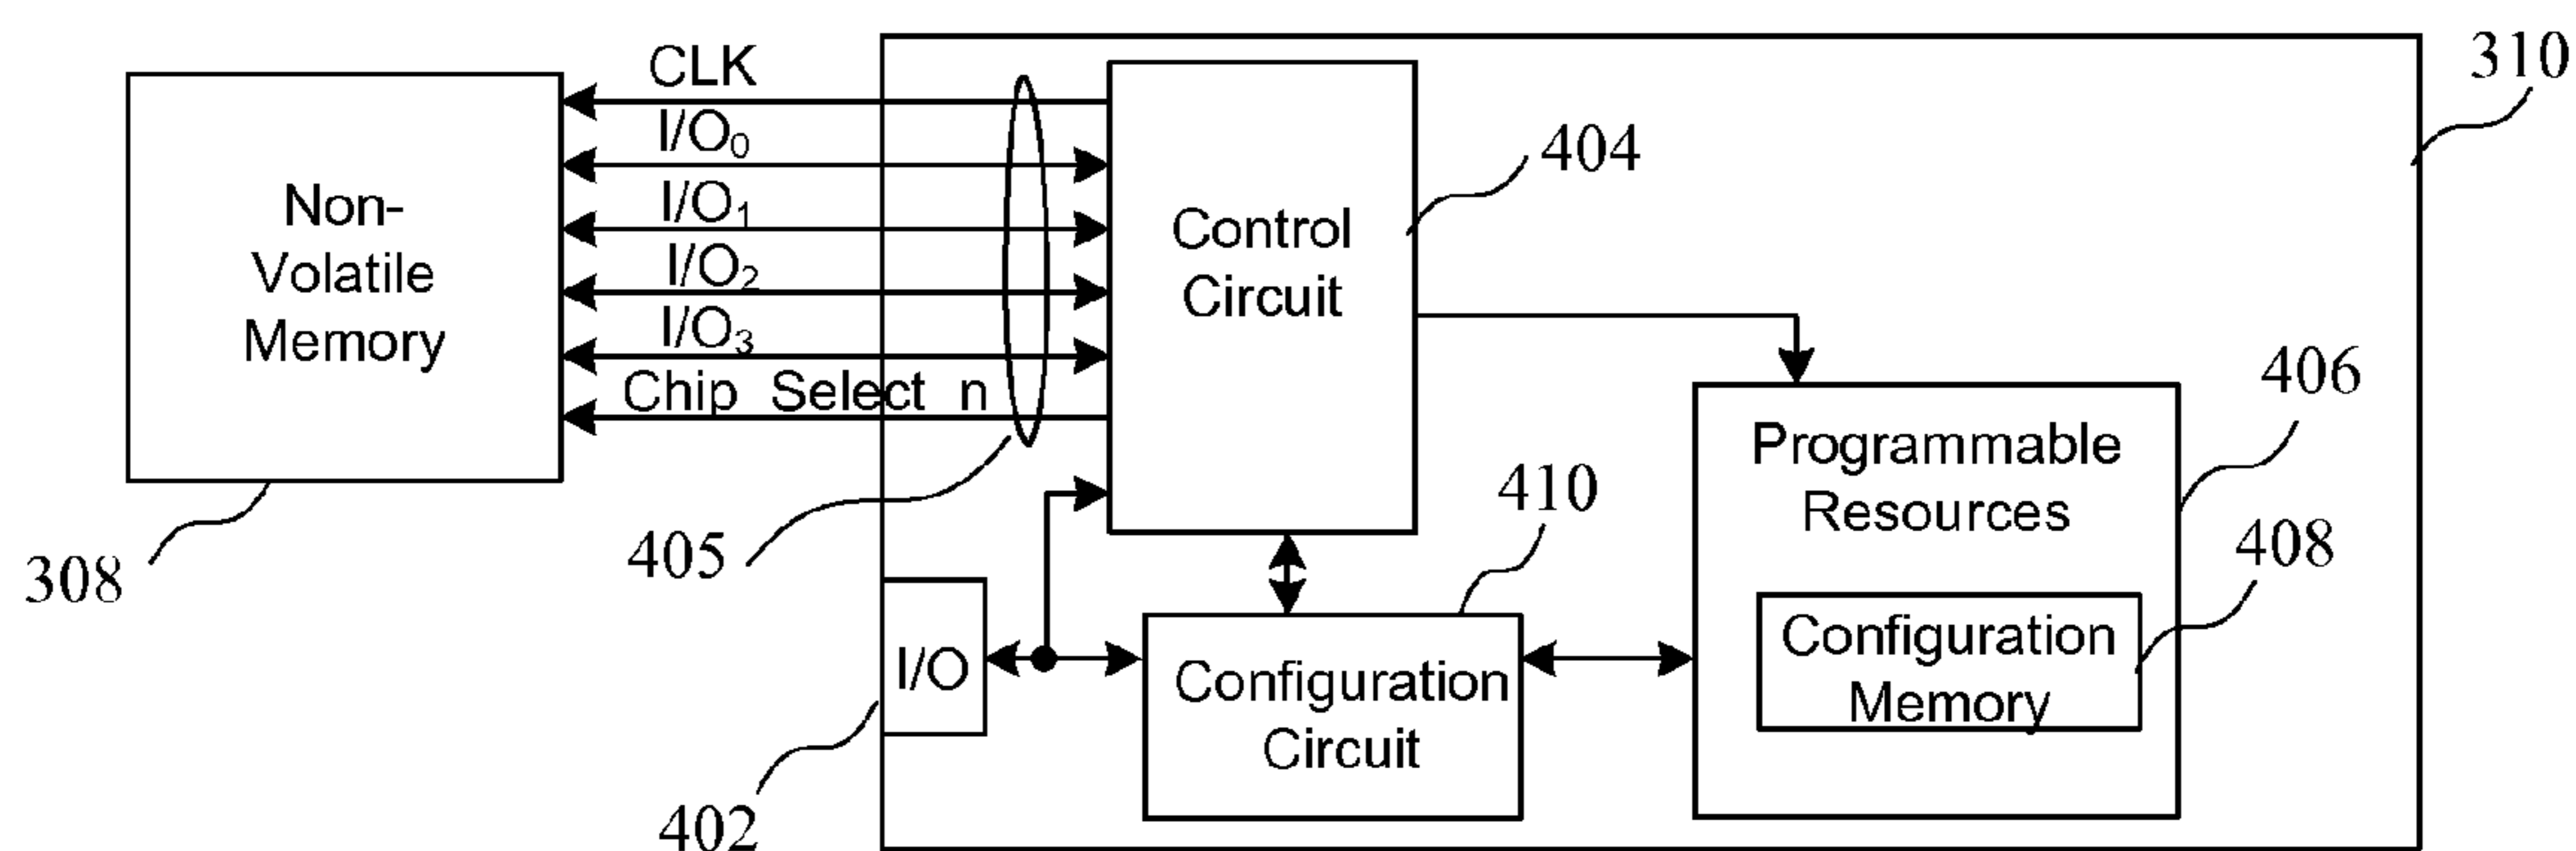 CLK
I/O₀
I/O₁
I/O₂
I/O₃
Chip Select n
Non-
Volatile
Memory
308
405
Control
Circuit
404
310
406
Programmable
Resources
408
Configuration
Memory
410
Configuration
Circuit
I/O
402